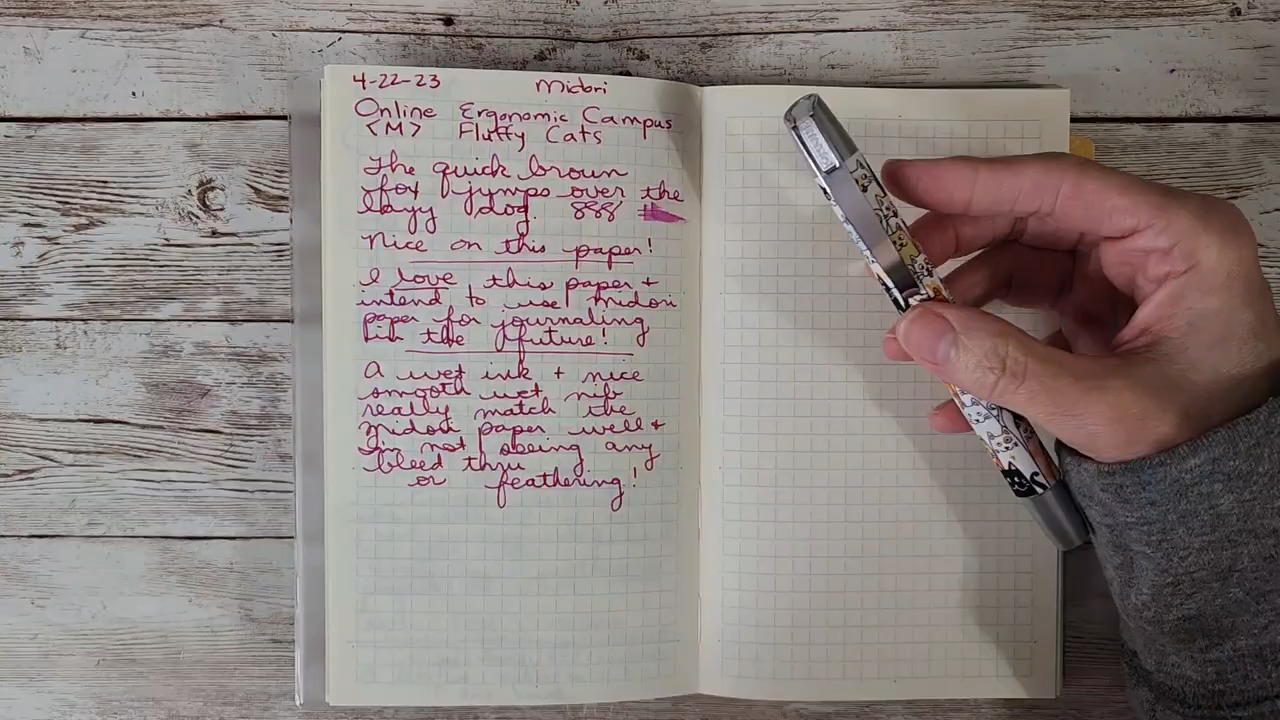 4-22-23 Midori
Online Ergonomic Campus
<M> Fluffy Cats
The quick brown
fox jymps over the
layy dog. 888
Nice on this paper!
I love this paper +
intend to use midori
paper for journaling
in the future!
A wet ink + nice
smooth wet nib
really match the
midori paper well +
I'm not seeing any
bleed thru
or feathering!